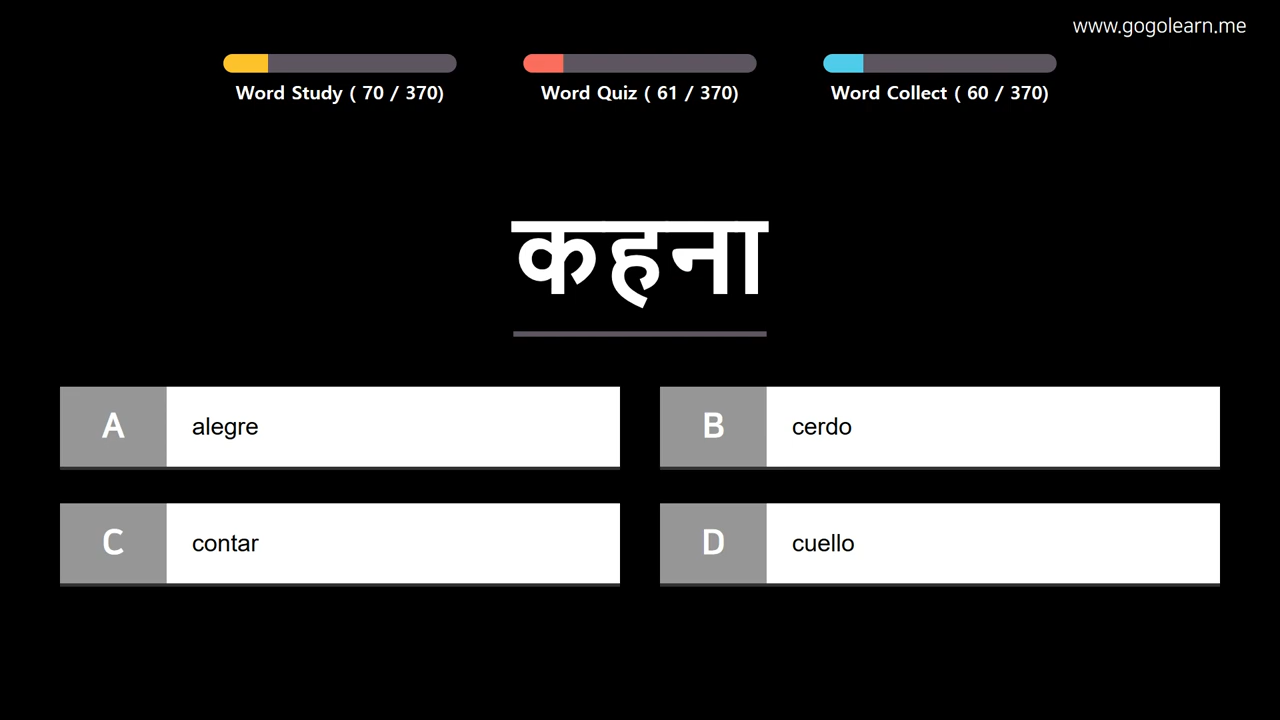 www.gogolearn.me
Word Study ( 70 / 370)
Word Quiz ( 61 / 370)
Word Collect ( 60 / 370)
कहना
A alegre
B cerdo
C contar
D cuello